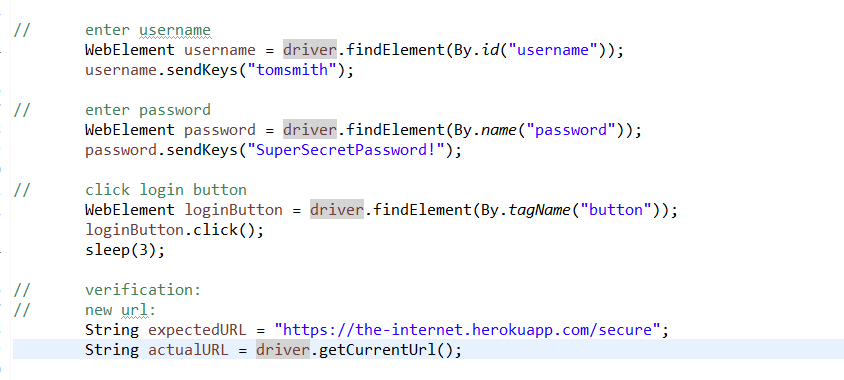 //      enter username
        WebElement username = driver.findElement(By.id("username"));
        username.sendKeys("tomsmith");
//      enter password
        WebElement password = driver.findElement(By.name("password"));
        password.sendKeys("SuperSecretPassword!");
//      click login button
        WebElement loginButton = driver.findElement(By.tagName("button"));
        loginButton.click();
        sleep(3);
//      verification:
//      new url:
        String expectedURL = "https://the-internet.herokuapp.com/secure";
        String actualURL = driver.getCurrentUrl();